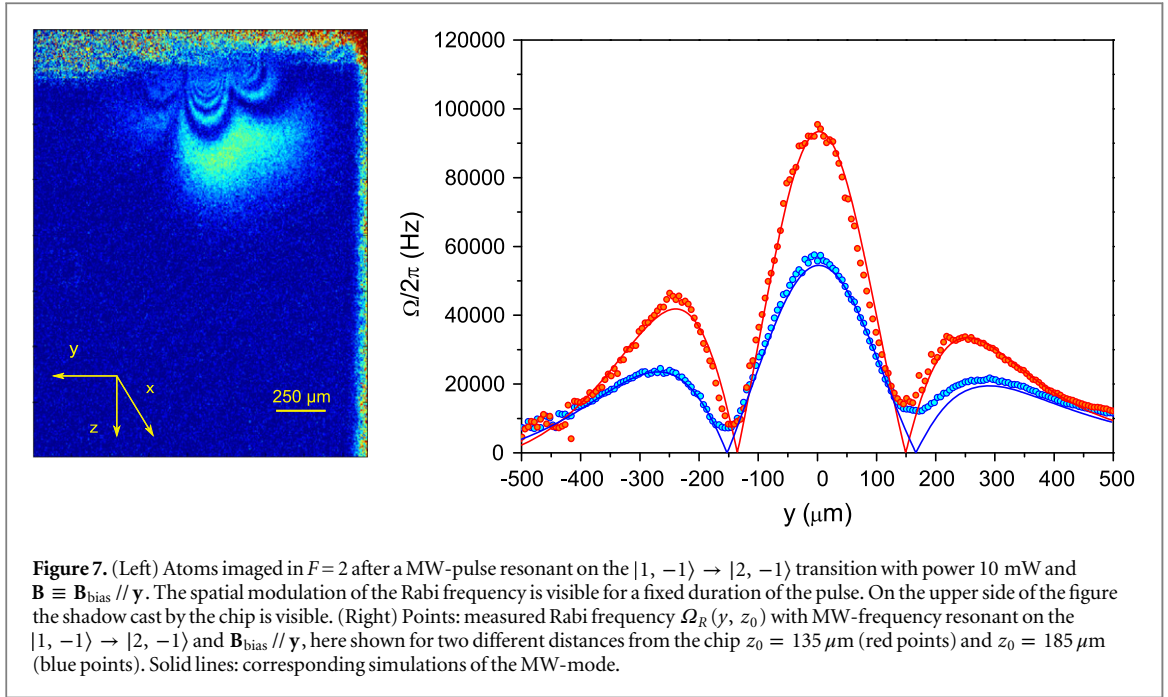 y
x
z
250 μm
120000
100000
80000
60000
40000
20000
0
Ω/2π (Hz)
-500 -400 -300 -200 -100 0 100 200 300 400 500
y (μm)
Figure 7. (Left) Atoms imaged in F = 2 after a MW-pulse resonant on the |1, −1⟩ → |2, −1⟩ transition with power 10 mW and
B ≡ B_bias // y. The spatial modulation of the Rabi frequency is visible for a fixed duration of the pulse. On the upper side of the figure
the shadow cast by the chip is visible. (Right) Points: measured Rabi frequency Ω_R(y, z₀) with MW-frequency resonant on the
|1, −1⟩ → |2, −1⟩ and B_bias // y, here shown for two different distances from the chip z₀ = 135 μm (red points) and z₀ = 185 μm
(blue points). Solid lines: corresponding simulations of the MW-mode.